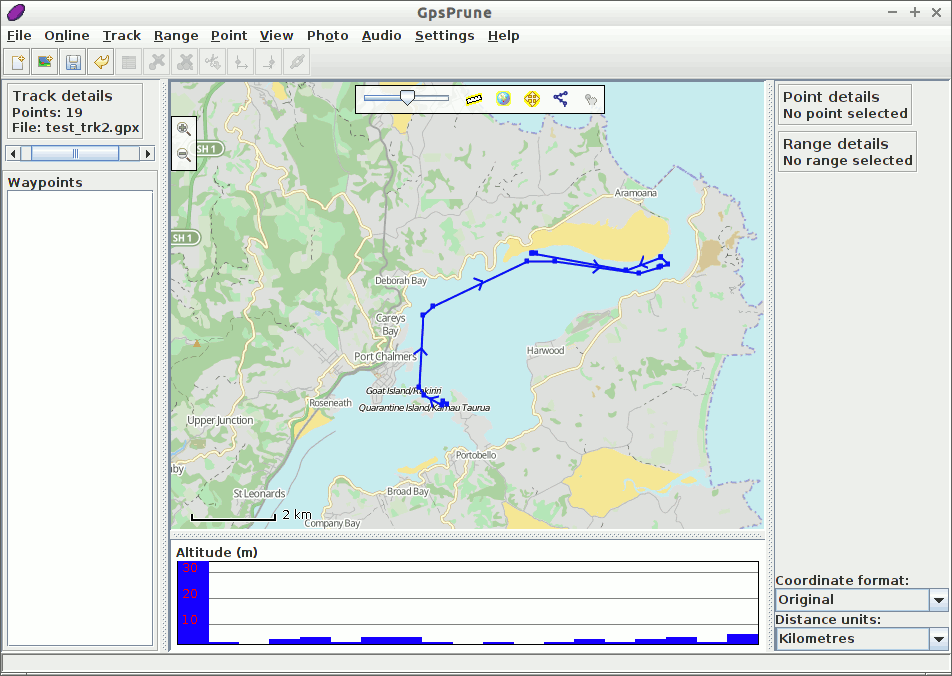 GpsPrune
File Online Track Range Point View Photo Audio Settings Help
Track details
Points: 19
File: test_trk2.gpx
Waypoints
SH 1
SH 1
Aramoana
Deborah Bay
Careys
Bay
Port Chalmers
Harwood
Goat Island/Rakiriri
Roseneath
Quarantine Island/Kamau Taurua
Upper Junction
Portobello
by
St Leonards
Broad Bay
Company Bay
2 km
Altitude (m)
30
20
10
Point details
No point selected
Range details
No range selected
Coordinate format:
Original
Distance units:
Kilometres